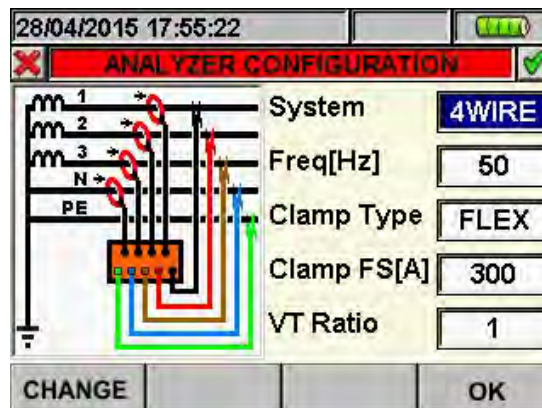 28/04/2015 17:55:22
ANALYZER CONFIGURATION
1
2
3
N
PE
System 4WIRE
Freq[Hz] 50
Clamp Type FLEX
Clamp FS[A] 300
VT Ratio 1
CHANGE OK